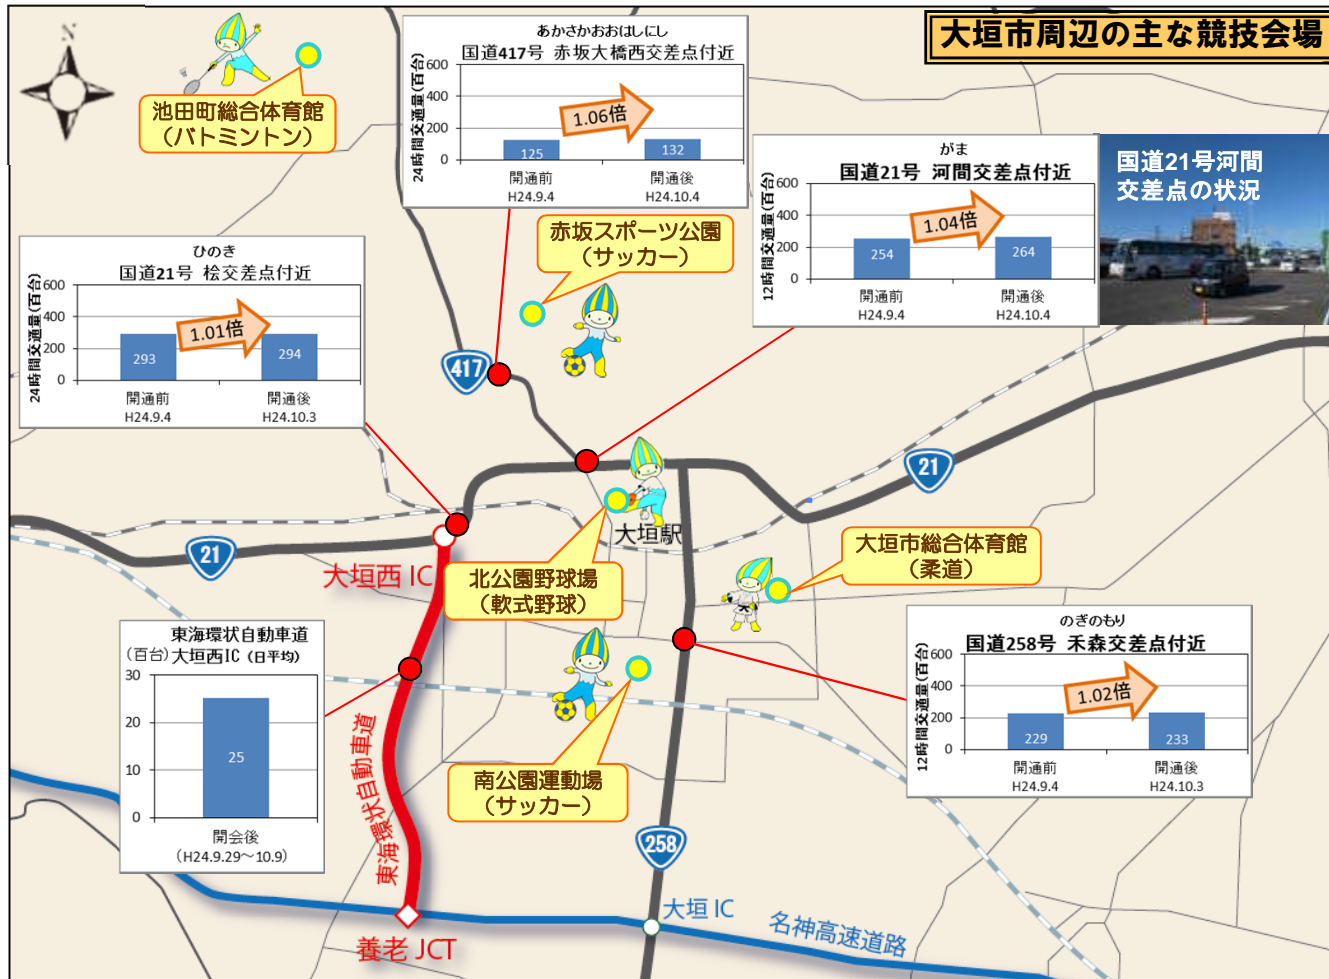 大垣市周辺の主な競技会場
N
池田町総合体育館
（バトミントン）
あかさかおおはしにし
国道417号 赤坂大橋西交差点付近
24時間交通量(百台)
600
400
200
0
1.06倍
125
132
開通前
H24.9.4
開通後
H24.10.4
がま
国道21号 河間交差点付近
12時間交通量(百台)
600
400
200
0
1.04倍
254
264
開通前
H24.9.4
開通後
H24.10.4
国道21号河間
交差点の状況
赤坂スポーツ公園
（サッカー）
ひのき
国道21号 桧交差点付近
24時間交通量(百台)
600
400
200
0
1.01倍
293
294
開通前
H24.9.4
開通後
H24.10.3
417
21
21
大垣駅
大垣西 IC
北公園野球場
（軟式野球）
大垣市総合体育館
（柔道）
のぎのもり
国道258号 禾森交差点付近
12時間交通量(百台)
600
400
200
0
1.02倍
229
233
開通前
H24.9.4
開通後
H24.10.3
東海環状自動車道
（百台）大垣西IC（日平均）
30
20
10
0
25
開会後
（H24.9.29～10.9）
東海環状自動車道
南公園運動場
（サッカー）
258
大垣 IC
名神高速道路
養老 JCT